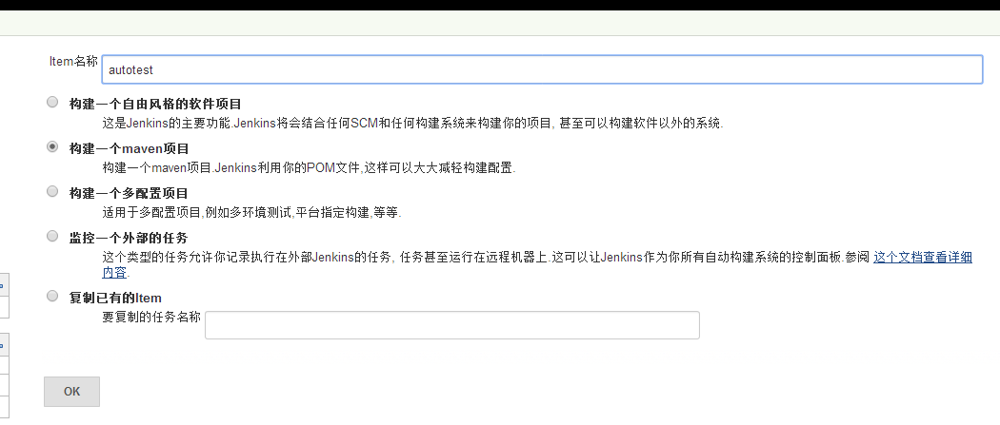 Item名称
autotest
构建一个自由风格的软件项目
这是Jenkins的主要功能.Jenkins将会结合任何SCM和任何构建系统来构建你的项目, 甚至可以构建软件以外的系统.
构建一个maven项目
构建一个maven项目.Jenkins利用你的POM文件,这样可以大大减轻构建配置.
构建一个多配置项目
适用于多配置项目,例如多环境测试,平台指定构建,等等.
监控一个外部的任务
这个类型的任务允许你记录执行在外部Jenkins的任务, 任务甚至运行在远程机器上.这可以让Jenkins作为你所有自动构建系统的控制面板.参阅 这个文档查看详细
内容.
复制已有的Item
要复制的任务名称
OK